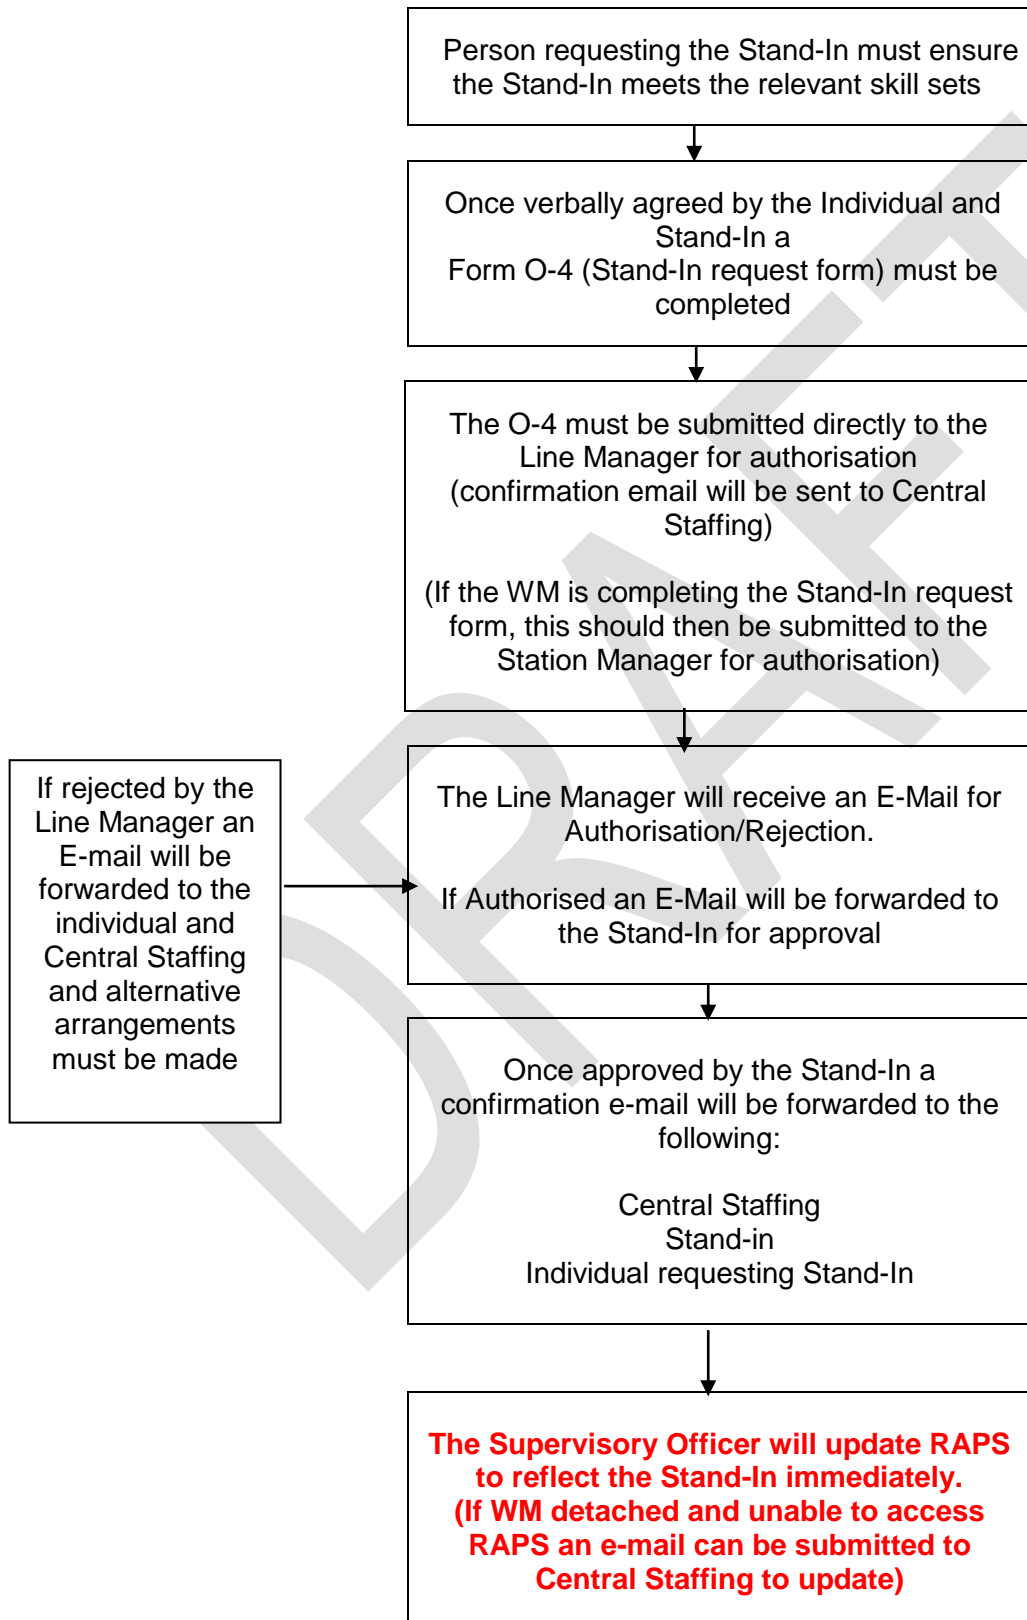 Person requesting the Stand-In must ensure
the Stand-In meets the relevant skill sets
Once verbally agreed by the Individual and
Stand-In a
Form O-4 (Stand-In request form) must be
completed
The O-4 must be submitted directly to the
Line Manager for authorisation
(confirmation email will be sent to Central
Staffing)
(If the WM is completing the Stand-In request
form, this should then be submitted to the
Station Manager for authorisation)
If rejected by the
Line Manager an
E-mail will be
forwarded to the
individual and
Central Staffing
and alternative
arrangements
must be made
The Line Manager will receive an E-Mail for
Authorisation/Rejection.
If Authorised an E-Mail will be forwarded to
the Stand-In for approval
Once approved by the Stand-In a
confirmation e-mail will be forwarded to the
following:
Central Staffing
Stand-in
Individual requesting Stand-In
The Supervisory Officer will update RAPS
to reflect the Stand-In immediately.
(If WM detached and unable to access
RAPS an e-mail can be submitted to
Central Staffing to update)
DRAFT